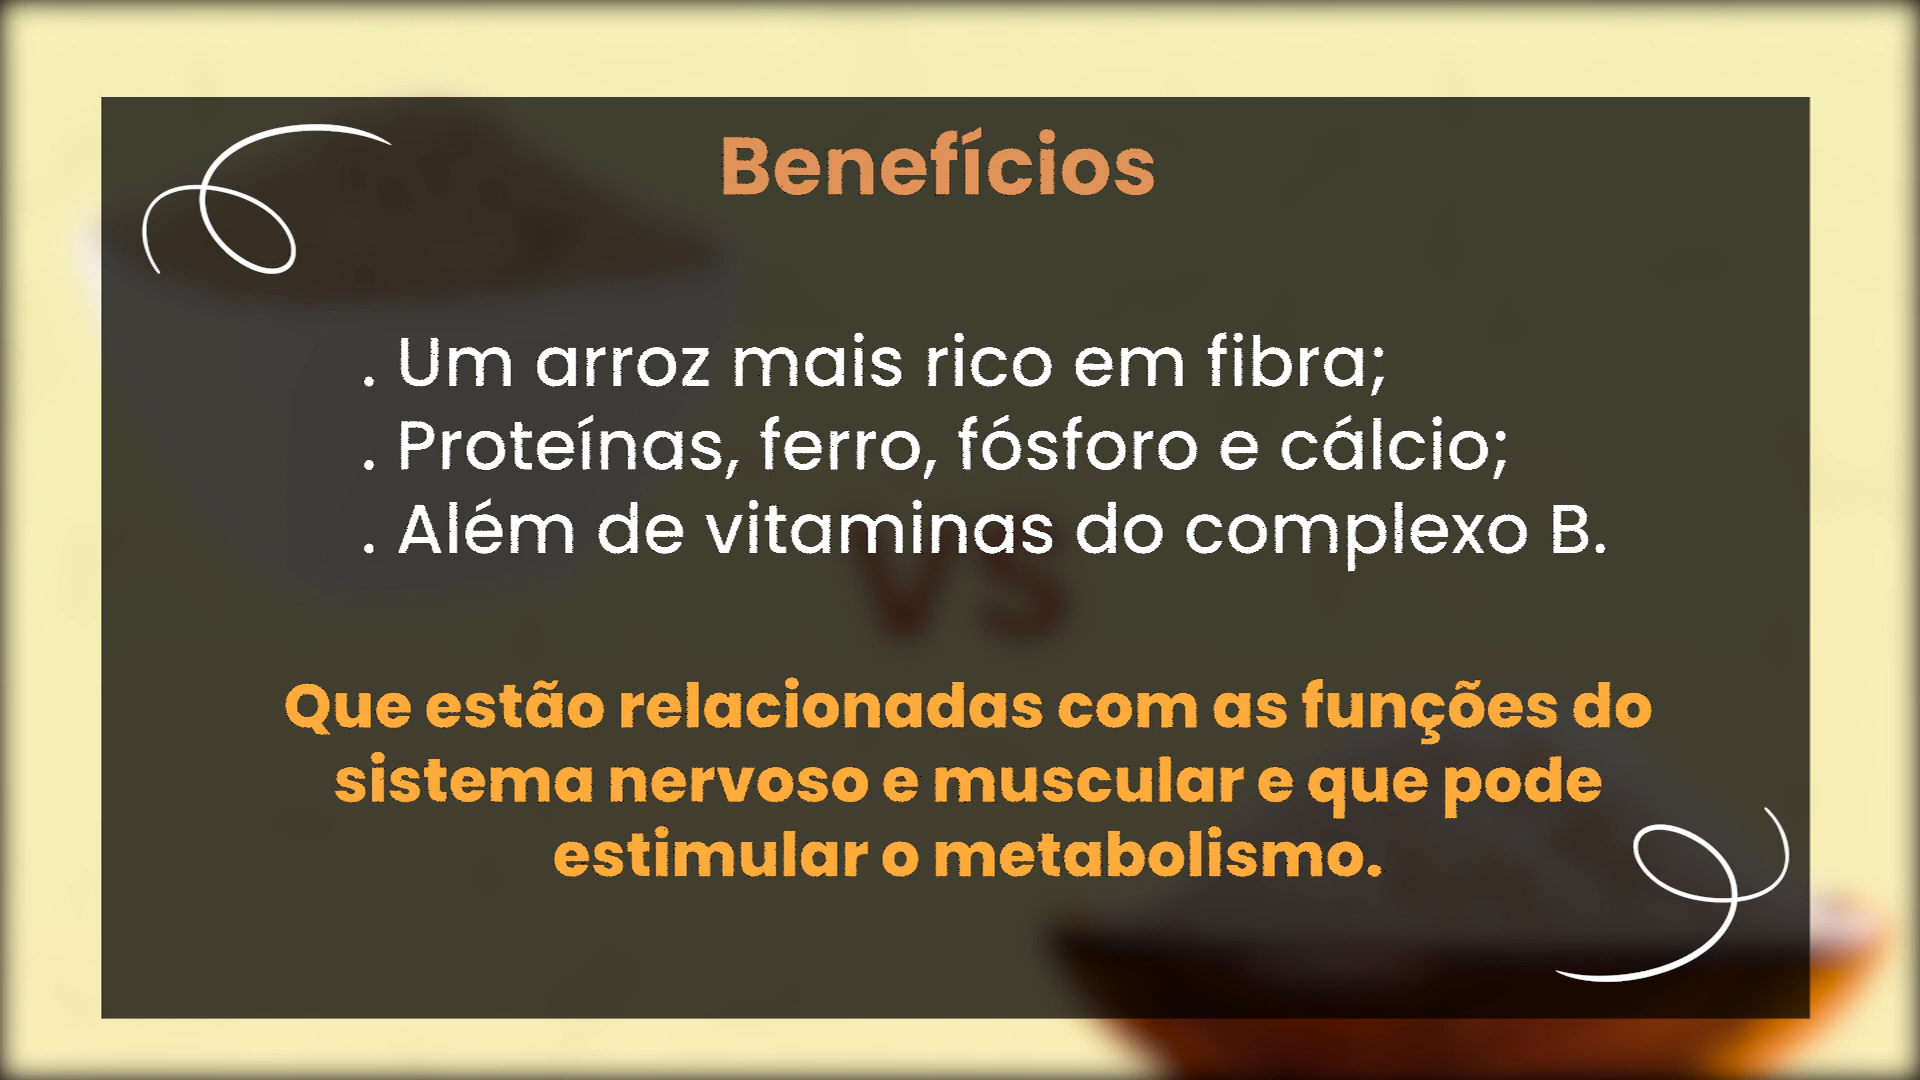 Benefícios
. Um arroz mais rico em fibra;
. Proteínas, ferro, fósforo e cálcio;
. Além de vitaminas do complexo B.
VS
Que estão relacionadas com as funções do
sistema nervoso e muscular e que pode
estimular o metabolismo.